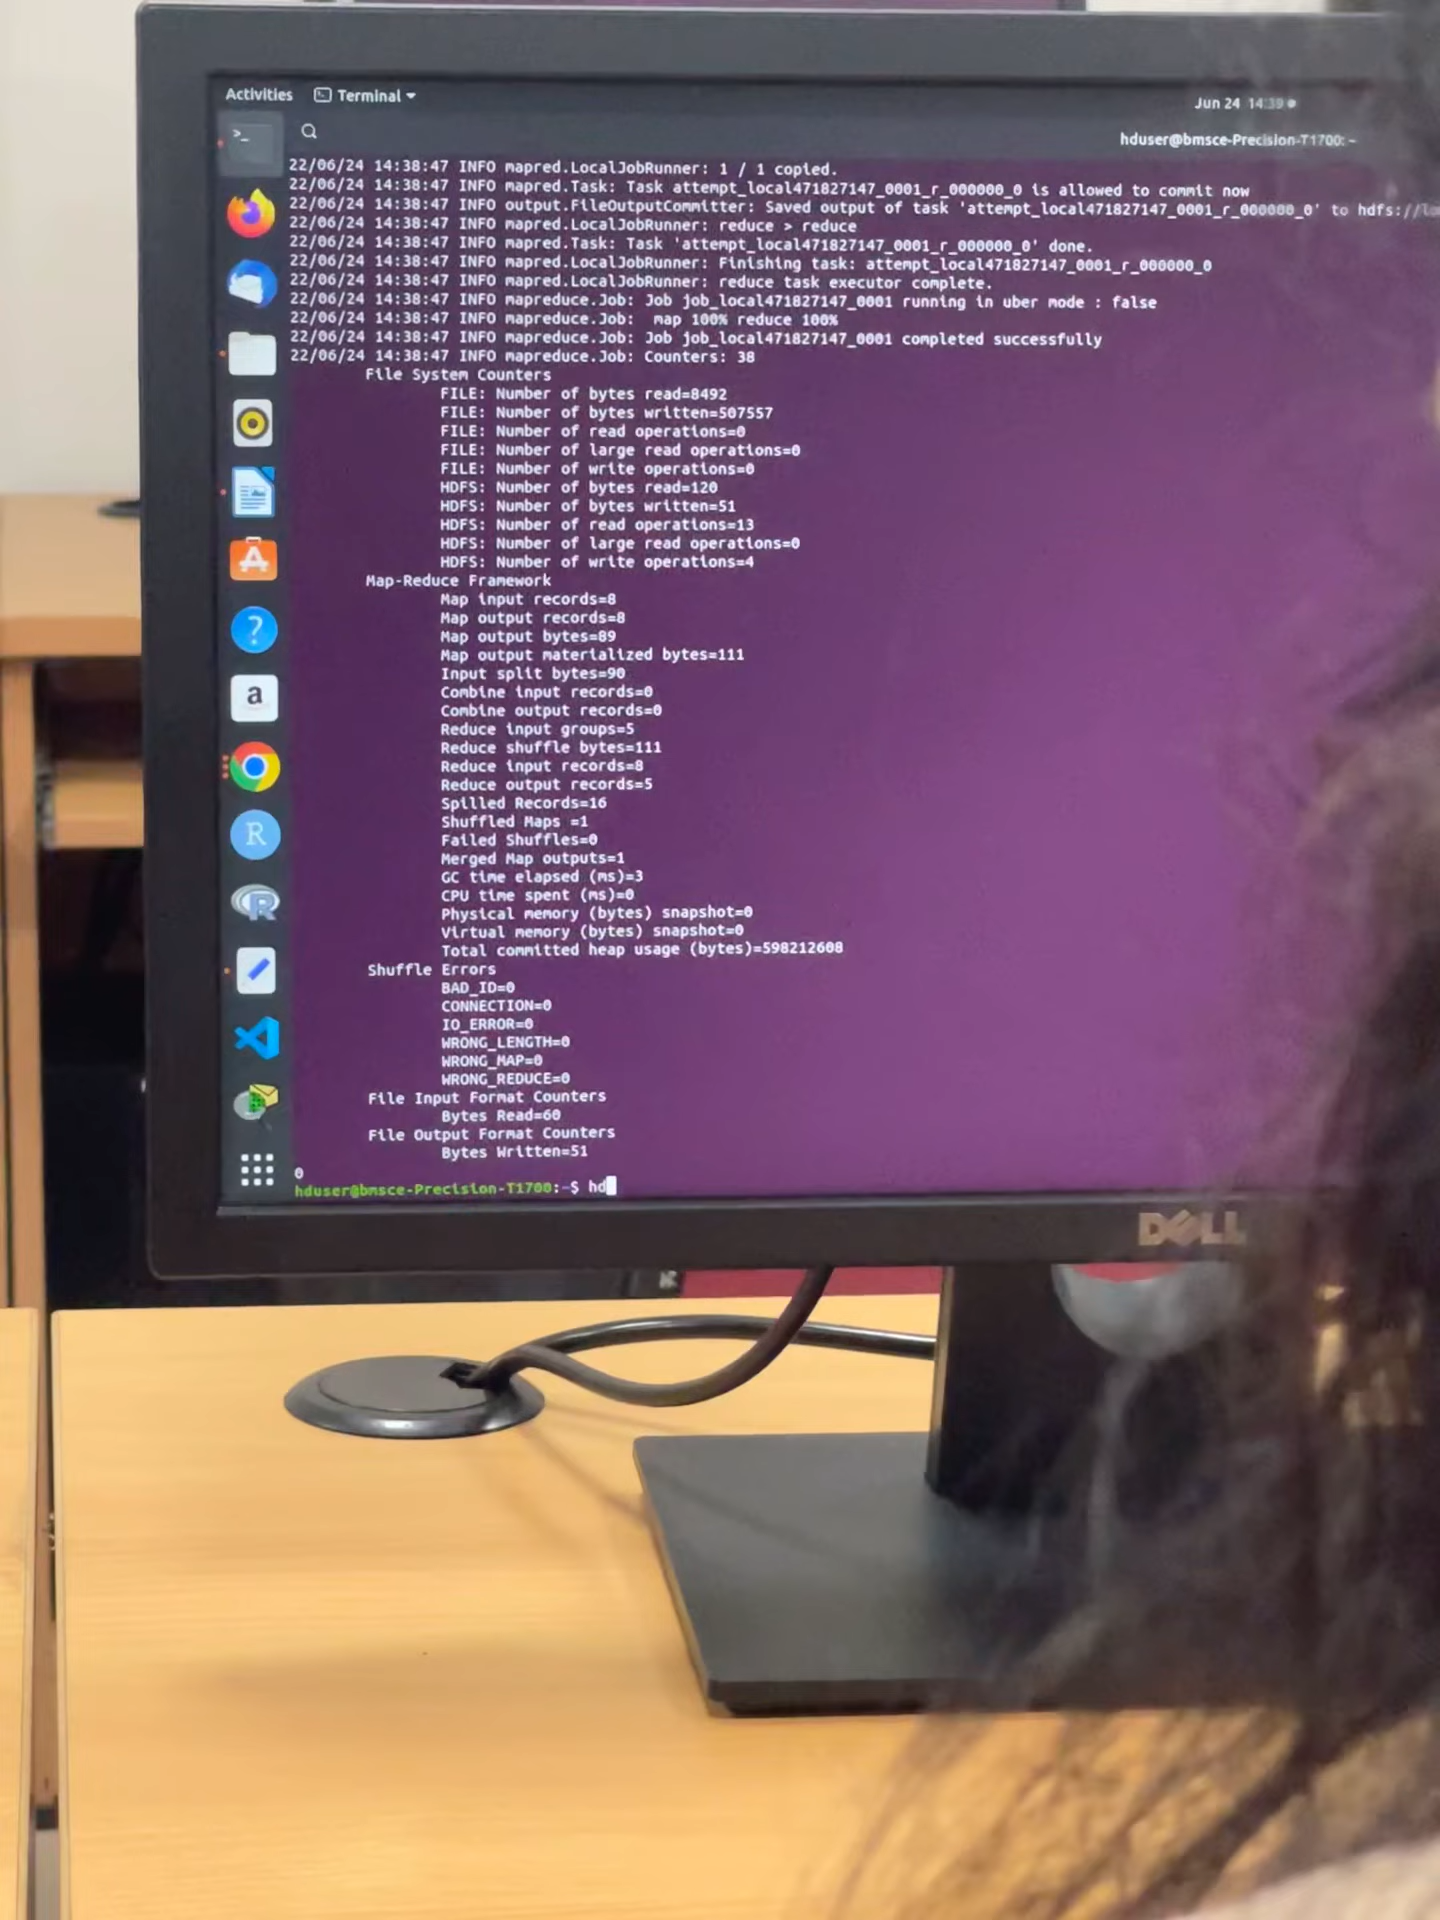 Activities
Terminal
Jun 24 14:39
hduser@bmsce-Precision-T1700: ~
22/06/24 14:38:47 INFO mapred.LocalJobRunner: 1 / 1 copied.
22/06/24 14:38:47 INFO mapred.Task: Task attempt_local471827147_0001_r_000000_0 is allowed to commit now
22/06/24 14:38:47 INFO output.FileOutputCommitter: Saved output of task 'attempt_local471827147_0001_r_000000_0' to hdfs://lo
22/06/24 14:38:47 INFO mapred.LocalJobRunner: reduce > reduce
22/06/24 14:38:47 INFO mapred.Task: Task 'attempt_local471827147_0001_r_000000_0' done.
22/06/24 14:38:47 INFO mapred.LocalJobRunner: Finishing task: attempt_local471827147_0001_r_000000_0
22/06/24 14:38:47 INFO mapred.LocalJobRunner: reduce task executor complete.
22/06/24 14:38:47 INFO mapreduce.Job: Job job_local471827147_0001 running in uber mode : false
22/06/24 14:38:47 INFO mapreduce.Job:  map 100% reduce 100%
22/06/24 14:38:47 INFO mapreduce.Job: Job job_local471827147_0001 completed successfully
22/06/24 14:38:47 INFO mapreduce.Job: Counters: 38
File System Counters
FILE: Number of bytes read=8492
FILE: Number of bytes written=507557
FILE: Number of read operations=0
FILE: Number of large read operations=0
FILE: Number of write operations=0
HDFS: Number of bytes read=120
HDFS: Number of bytes written=51
HDFS: Number of read operations=13
HDFS: Number of large read operations=0
HDFS: Number of write operations=4
Map-Reduce Framework
Map input records=8
Map output records=8
Map output bytes=89
Map output materialized bytes=111
Input split bytes=90
Combine input records=0
Combine output records=0
Reduce input groups=5
Reduce shuffle bytes=111
Reduce input records=8
Reduce output records=5
Spilled Records=16
Shuffled Maps =1
Failed Shuffles=0
Merged Map outputs=1
GC time elapsed (ms)=3
CPU time spent (ms)=0
Physical memory (bytes) snapshot=0
Virtual memory (bytes) snapshot=0
Total committed heap usage (bytes)=598212608
Shuffle Errors
BAD_ID=0
CONNECTION=0
IO_ERROR=0
WRONG_LENGTH=0
WRONG_MAP=0
WRONG_REDUCE=0
File Input Format Counters
Bytes Read=60
File Output Format Counters
Bytes Written=51
0
hduser@bmsce-Precision-T1700:~$ hd
DELL